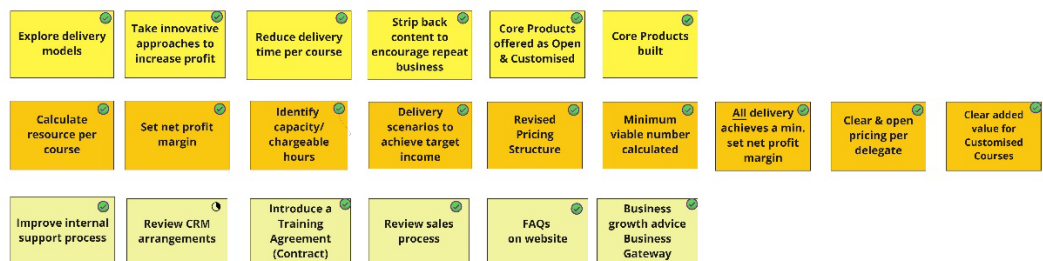 Explore delivery
models
Take innovative
approaches to
increase profit
Reduce delivery
time per course
Strip back
content to
encourage repeat
business
Core Products
offered as Open
& Customised
Core Products
built
Calculate
resource per
course
Set net profit
margin
Identify
capacity/
chargeable
hours
Delivery
scenarios to
achieve target
income
Revised
Pricing
Structure
Minimum
viable number
calculated
All delivery
achieves a min.
set net profit
margin
Clear & open
pricing per
delegate
Clear added
value for
Customised
Courses
Improve internal
support process
Review CRM
arrangements
Introduce a
Training
Agreement
(Contract)
Review sales
process
FAQs
on website
Business
growth advice
Business
Gateway